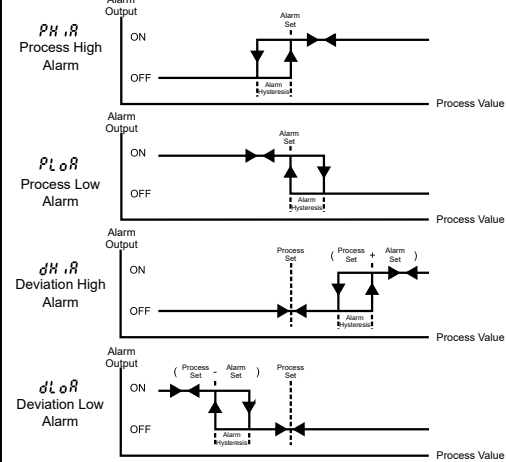 Alarm
Output
PH iA
Process High
Alarm
ON
OFF
Alarm
Set
Alarm
Hysteresis
Process Value
Alarm
Output
PLoA
Process Low
Alarm
ON
OFF
Alarm
Set
Alarm
Hysteresis
Process Value
Alarm
Output
dH iA
Deviation High
Alarm
ON
OFF
Process
Set
( Process + Alarm )
Set Set
Alarm
Hysteresis
Process Value
Alarm
Output
dLoA
Deviation Low
Alarm
ON
OFF
( Process - Alarm )
Set Set
Process
Set
Alarm
Hysteresis
Process Value